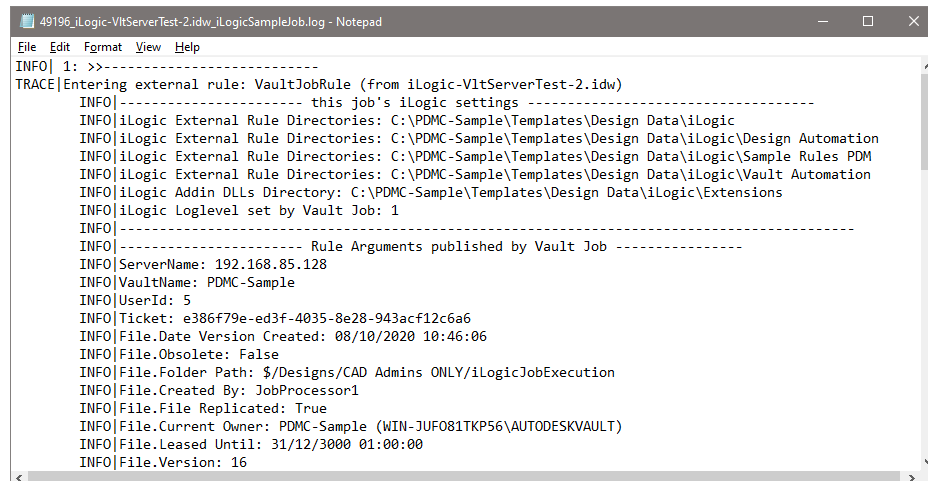 49196_iLogic-VltServerTest-2.idw_iLogicSampleJob.log - Notepad
File Edit Format View Help
INFO| 1: >>---------------------------
TRACE|Entering external rule: VaultJobRule (from iLogic-VltServerTest-2.idw)
INFO|----------------------- this job's iLogic settings ------------------------------------
INFO|iLogic External Rule Directories: C:\PDMC-Sample\Templates\Design Data\iLogic
INFO|iLogic External Rule Directories: C:\PDMC-Sample\Templates\Design Data\iLogic\Design Automation
INFO|iLogic External Rule Directories: C:\PDMC-Sample\Templates\Design Data\iLogic\Sample Rules PDM
INFO|iLogic External Rule Directories: C:\PDMC-Sample\Templates\Design Data\iLogic\Vault Automation
INFO|iLogic Addin DLLs Directory: C:\PDMC-Sample\Templates\Design Data\iLogic\Extensions
INFO|iLogic Loglevel set by Vault Job: 1
INFO|--------------------------------------------------------------------------------------------
INFO|----------------------- Rule Arguments published by Vault Job ----------------
INFO|ServerName: 192.168.85.128
INFO|VaultName: PDMC-Sample
INFO|UserId: 5
INFO|Ticket: e386f79e-ed3f-4035-8e28-943acf12c6a6
INFO|File.Date Version Created: 08/10/2020 10:46:06
INFO|File.Obsolete: False
INFO|File.Folder Path: $/Designs/CAD Admins ONLY/iLogicJobExecution
INFO|File.Created By: JobProcessor1
INFO|File.File Replicated: True
INFO|File.Current Owner: PDMC-Sample (WIN-JUFO81TKP56\AUTODESKVAULT)
INFO|File.Leased Until: 31/12/3000 01:00:00
INFO|File.Version: 16